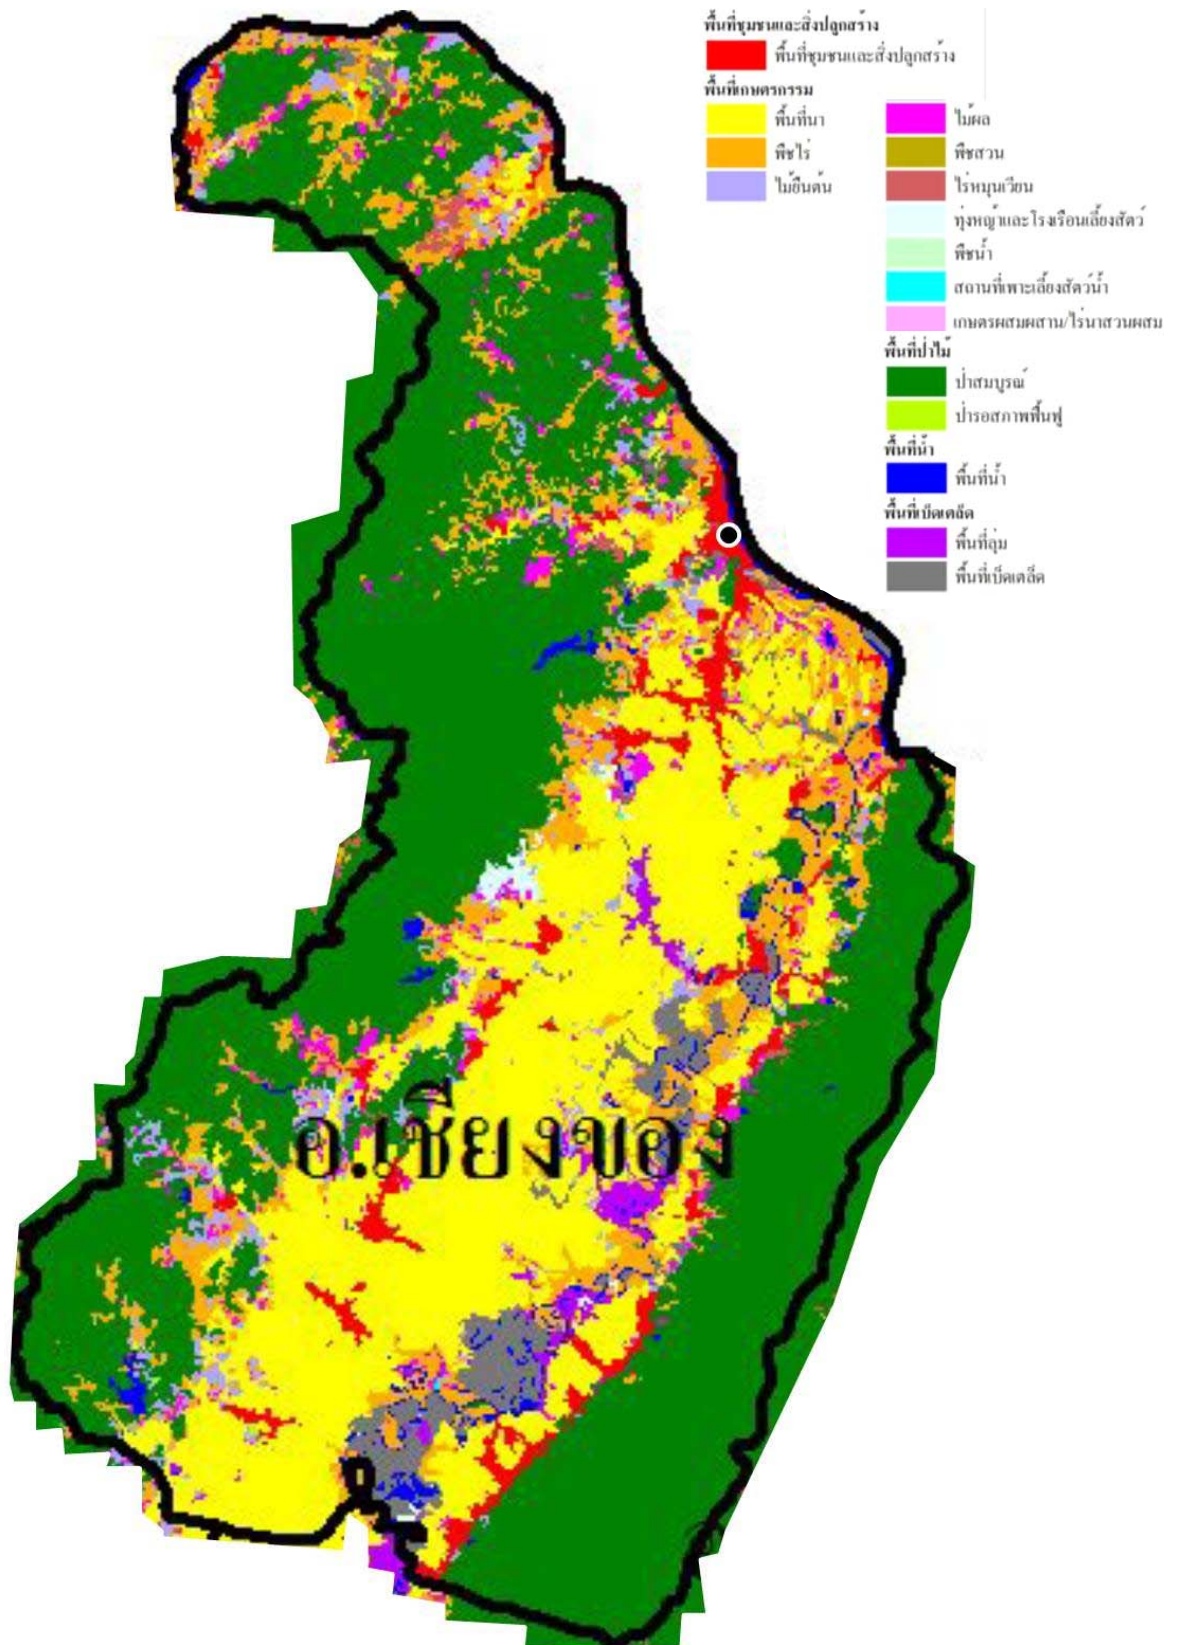 พื้นที่ชุมชนและสิ่งปลูกสร้าง
พื้นที่ชุมชนและสิ่งปลูกสร้าง
พื้นที่เกษตรกรรม
พื้นที่นา
พืชไร่
ไม้ยืนต้น
ไม้ผล
พืชสวน
ไร่หมุนเวียน
ทุ่งหญ้าและโรงเรือนเลี้ยงสัตว์
พืชน้ำ
สถานที่เพาะเลี้ยงสัตว์น้ำ
เกษตรผสมผสาน/ไร่นาสวนผสม
พื้นที่ป่าไม้
ป่าสมบูรณ์
ป่ารอสภาพฟื้นฟู
พื้นที่น้ำ
พื้นที่น้ำ
พื้นที่เบ็ดเตล็ด
พื้นที่ลุ่ม
พื้นที่เบ็ดเตล็ด
อ.เชียงของ